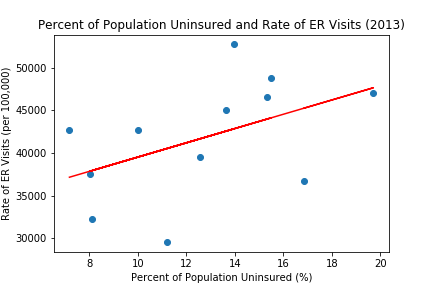 Percent of Population Uninsured and Rate of ER Visits (2013)
Rate of ER Visits (per 100,000)
50000
45000
40000
35000
30000
8 10 12 14 16 18 20
Percent of Population Uninsured (%)